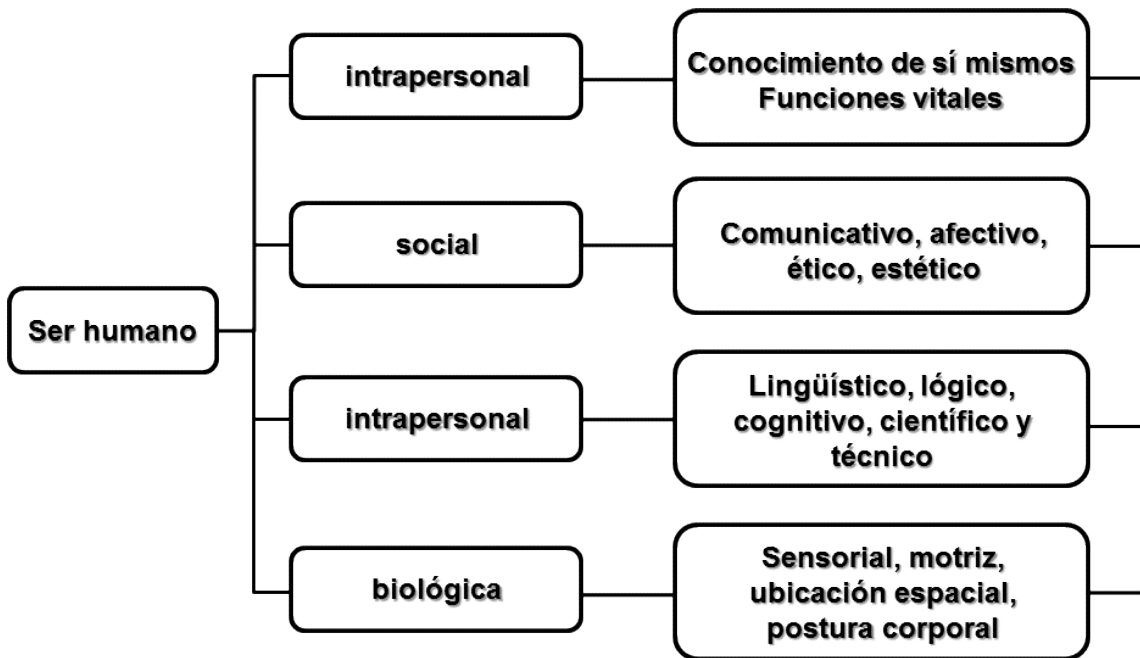 Ser humano
intrapersonal
Conocimiento de sí mismos
Funciones vitales
social
Comunicativo, afectivo,
ético, estético
intrapersonal
Lingüístico, lógico,
cognitivo, científico y
técnico
biológica
Sensorial, motriz,
ubicación espacial,
postura corporal